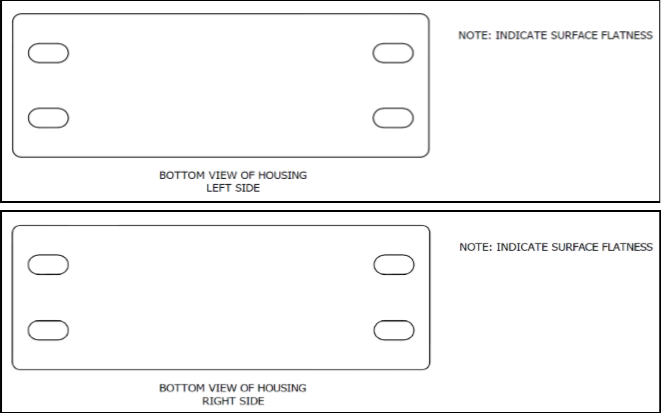 NOTE: INDICATE SURFACE FLATNESS
BOTTOM VIEW OF HOUSING
LEFT SIDE
NOTE: INDICATE SURFACE FLATNESS
BOTTOM VIEW OF HOUSING
RIGHT SIDE